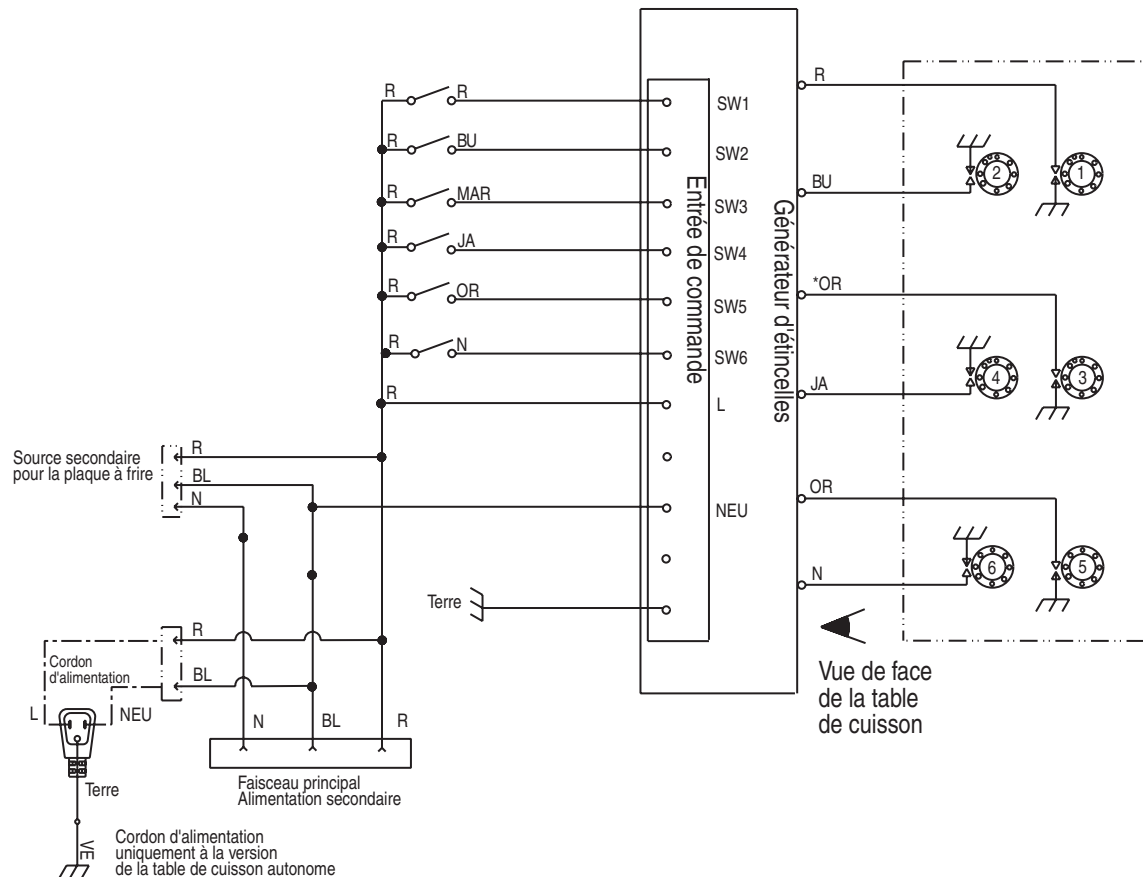 R R SW1
R BU SW2
R MAR SW3
R JA SW4
R OR SW5
R N SW6
R L
NEU
Entrée de commande
Générateur d'étincelles
R
BU
2 1
*OR
JA
4 3
OR
N
6 5
Source secondaire
pour la plaque à frire
R
BL
N
Terre
R
BL
Cordon
d'alimentation
L NEU
N BL R
Terre
VE
Faisceau principal
Alimentation secondaire
Cordon d'alimentation
uniquement à la version
de la table de cuisson autonome
Vue de face
de la table
de cuisson